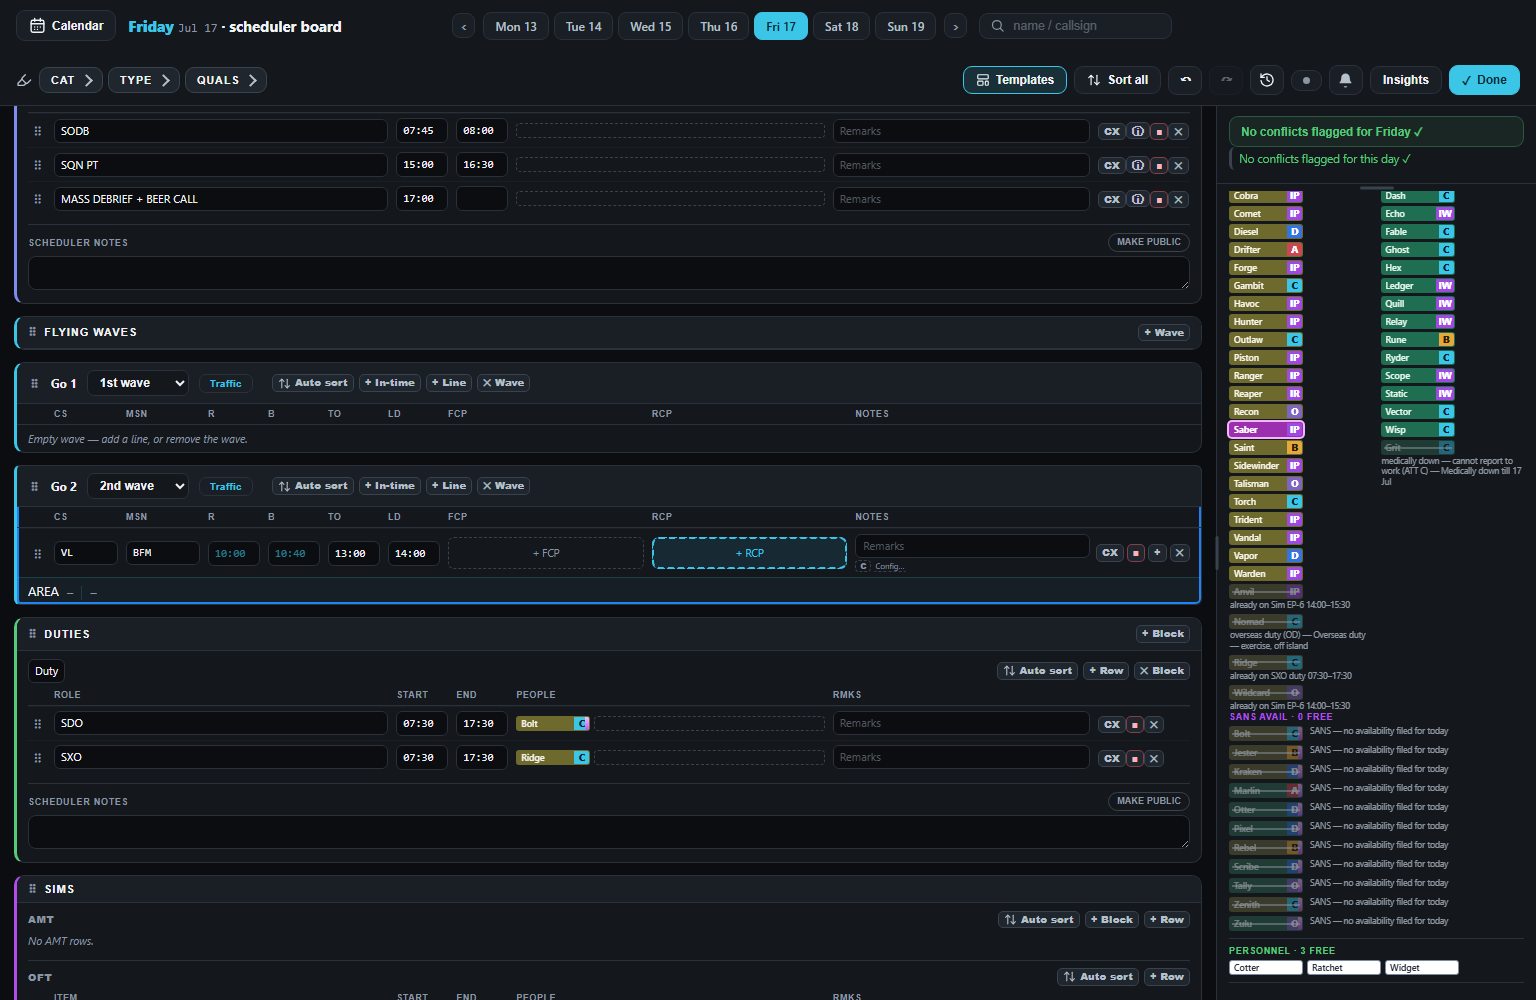 Calendar
Friday Jul 17 · scheduler board
‹ Mon 13 Tue 14 Wed 15 Thu 16 Fri 17 Sat 18 Sun 19 ›
name / callsign
CAT TYPE QUALS
Templates Sort all Insights ✓ Done
SODB 07:45 08:00 Remarks CX
SQN PT 15:00 16:30 Remarks CX
MASS DEBRIEF + BEER CALL 17:00 Remarks CX
SCHEDULER NOTES MAKE PUBLIC
FLYING WAVES + Wave
Go 1 1st wave Traffic Auto sort + In-time + Line × Wave
CS MSN R B TO LD FCP RCP NOTES
Empty wave — add a line, or remove the wave.
Go 2 2nd wave Traffic Auto sort + In-time + Line × Wave
CS MSN R B TO LD FCP RCP NOTES
VL BFM 10:00 10:40 13:00 14:00 + FCP + RCP Remarks CX + ×
C Config...
AREA – –
DUTIES + Block
Duty Auto sort + Row × Block
ROLE START END PEOPLE RMKS
SDO 07:30 17:30 Bolt C Remarks CX
SXO 07:30 17:30 Ridge C Remarks CX
SCHEDULER NOTES MAKE PUBLIC
SIMS
AMT Auto sort + Block + Row
No AMT rows.
OFT Auto sort + Row
ITEM START END PEOPLE RMKS
No conflicts flagged for Friday ✓
No conflicts flagged for this day ✓
Cobra IP
Comet IP
Diesel D
Drifter A
Forge IP
Gambit C
Havoc IP
Hunter IP
Outlaw C
Piston IP
Ranger IP
Reaper IR
Recon O
Saber IP
Saint B
Sidewinder IP
Talisman O
Torch C
Trident IP
Vandal IP
Vapor D
Warden IP
Anvil IP
already on Sim EP-6 14:00–15:30
Nomad C
overseas duty (OD) — Overseas duty
— exercise, off island
Ridge C
already on SXO duty 07:30–17:30
Wildcard O
already on Sim EP-6 14:00–15:30
Dash C
Echo IW
Fable C
Ghost C
Hex C
Ledger IW
Quill IW
Relay IW
Rune B
Ryder C
Scope IW
Static IW
Vector C
Wisp C
Grit C
medically down — cannot report to
work (ATT C) — Medically down till 17
Jul
SANS AVAIL · 0 FREE
Bolt C SANS — no availability filed for today
Jester B SANS — no availability filed for today
Kraken D SANS — no availability filed for today
Marlin A SANS — no availability filed for today
Otter D SANS — no availability filed for today
Pixel D SANS — no availability filed for today
Rebel B SANS — no availability filed for today
Scribe D SANS — no availability filed for today
Tally O SANS — no availability filed for today
Zenith C SANS — no availability filed for today
Zulu O SANS — no availability filed for today
PERSONNEL · 3 FREE
Cotter Ratchet Widget